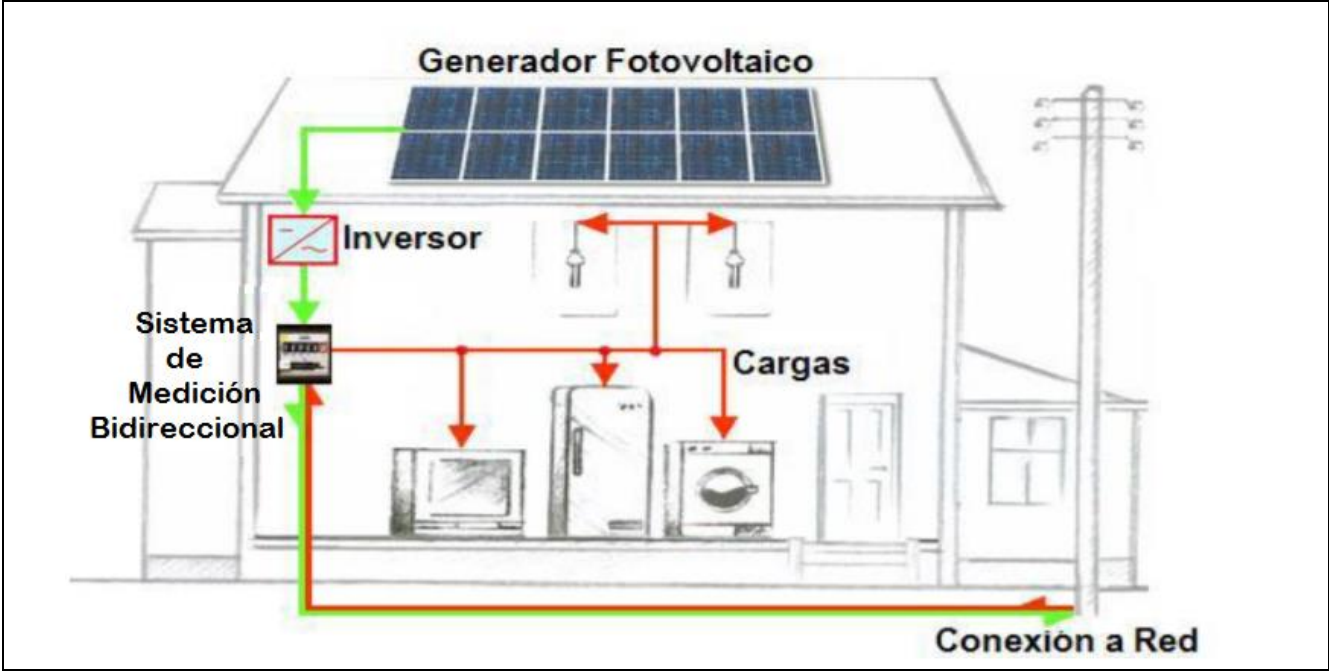 Generador Fotovoltaico
Inversor
Sistema
de
Medición
Bidireccional
Cargas
Conexión a Red